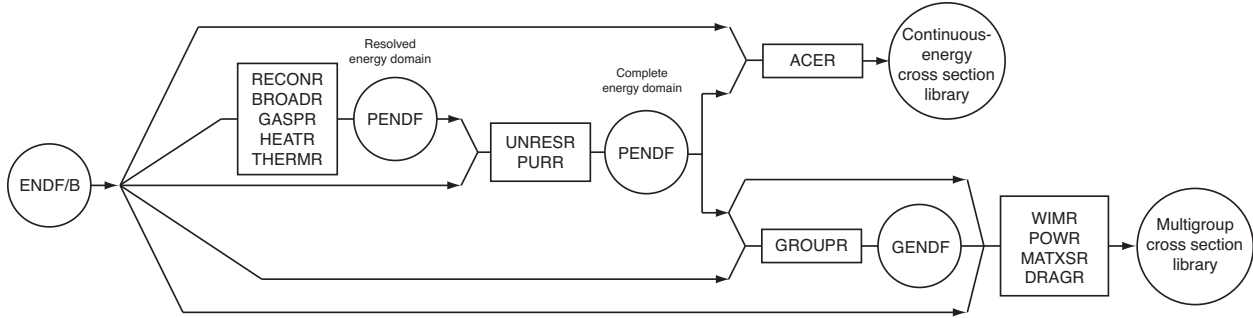 ENDF/B
RECONR
BROADR
GASPR
HEATR
THERMR
Resolved
energy domain
PENDF
UNRESR
PURR
Complete
energy domain
PENDF
ACER
Continuous-
energy
cross section
library
GROUPR
GENDF
WIMR
POWR
MATXSR
DRAGR
Multigroup
cross section
library